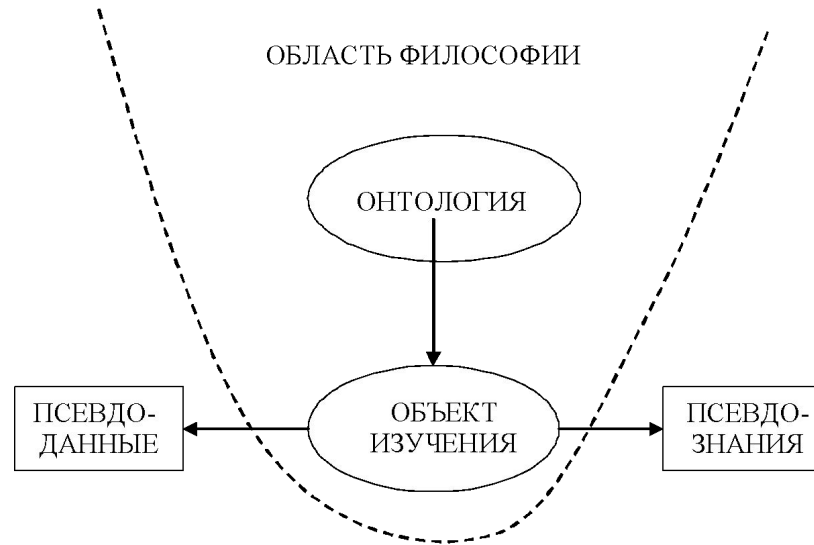 ОБЛАСТЬ ФИЛОСОФИИ
ОНТОЛОГИЯ
ПСЕВДО-
ДАННЫЕ
ОБЪЕКТ
ИЗУЧЕНИЯ
ПСЕВДО-
ЗНАНИЯ